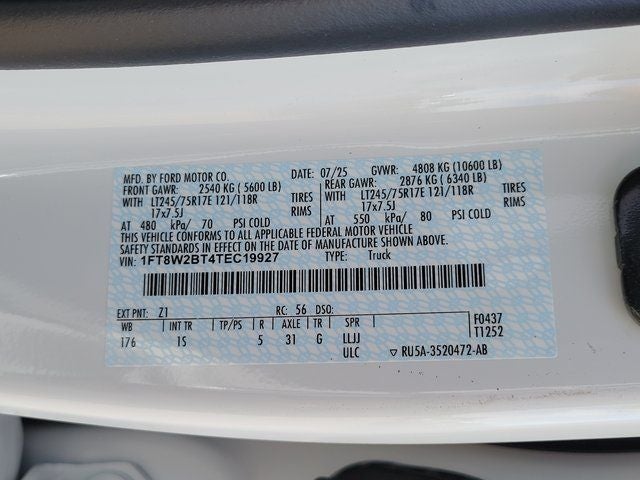 MFD. BY FORD MOTOR CO. DATE: 07/25 GVWR: 4808 KG (10600 LB)
FRONT GAWR: 2540 KG ( 5600 LB) REAR GAWR: 2876 KG ( 6340 LB)
WITH LT245/75R17E 121/118R TIRES WITH LT245/75R17E 121/118R TIRES
17x7.5J RIMS 17x7.5J RIMS
AT 480 kPa/ 70 PSI COLD AT 550 kPa/ 80 PSI COLD
THIS VEHICLE CONFORMS TO ALL APPLICABLE FEDERAL MOTOR VEHICLE
SAFETY STANDARDS IN EFFECT ON THE DATE OF MANUFACTURE SHOWN ABOVE.
VIN: 1FT8W2BT4TEC19927 TYPE: Truck
EXT PNT: Z1 RC: 56 DSO: F0437
WB INT TR TP/PS R AXLE TR SPR T1252
176 1S 5 31 G LLJJ
ULC ▽ RU5A-3520472-AB